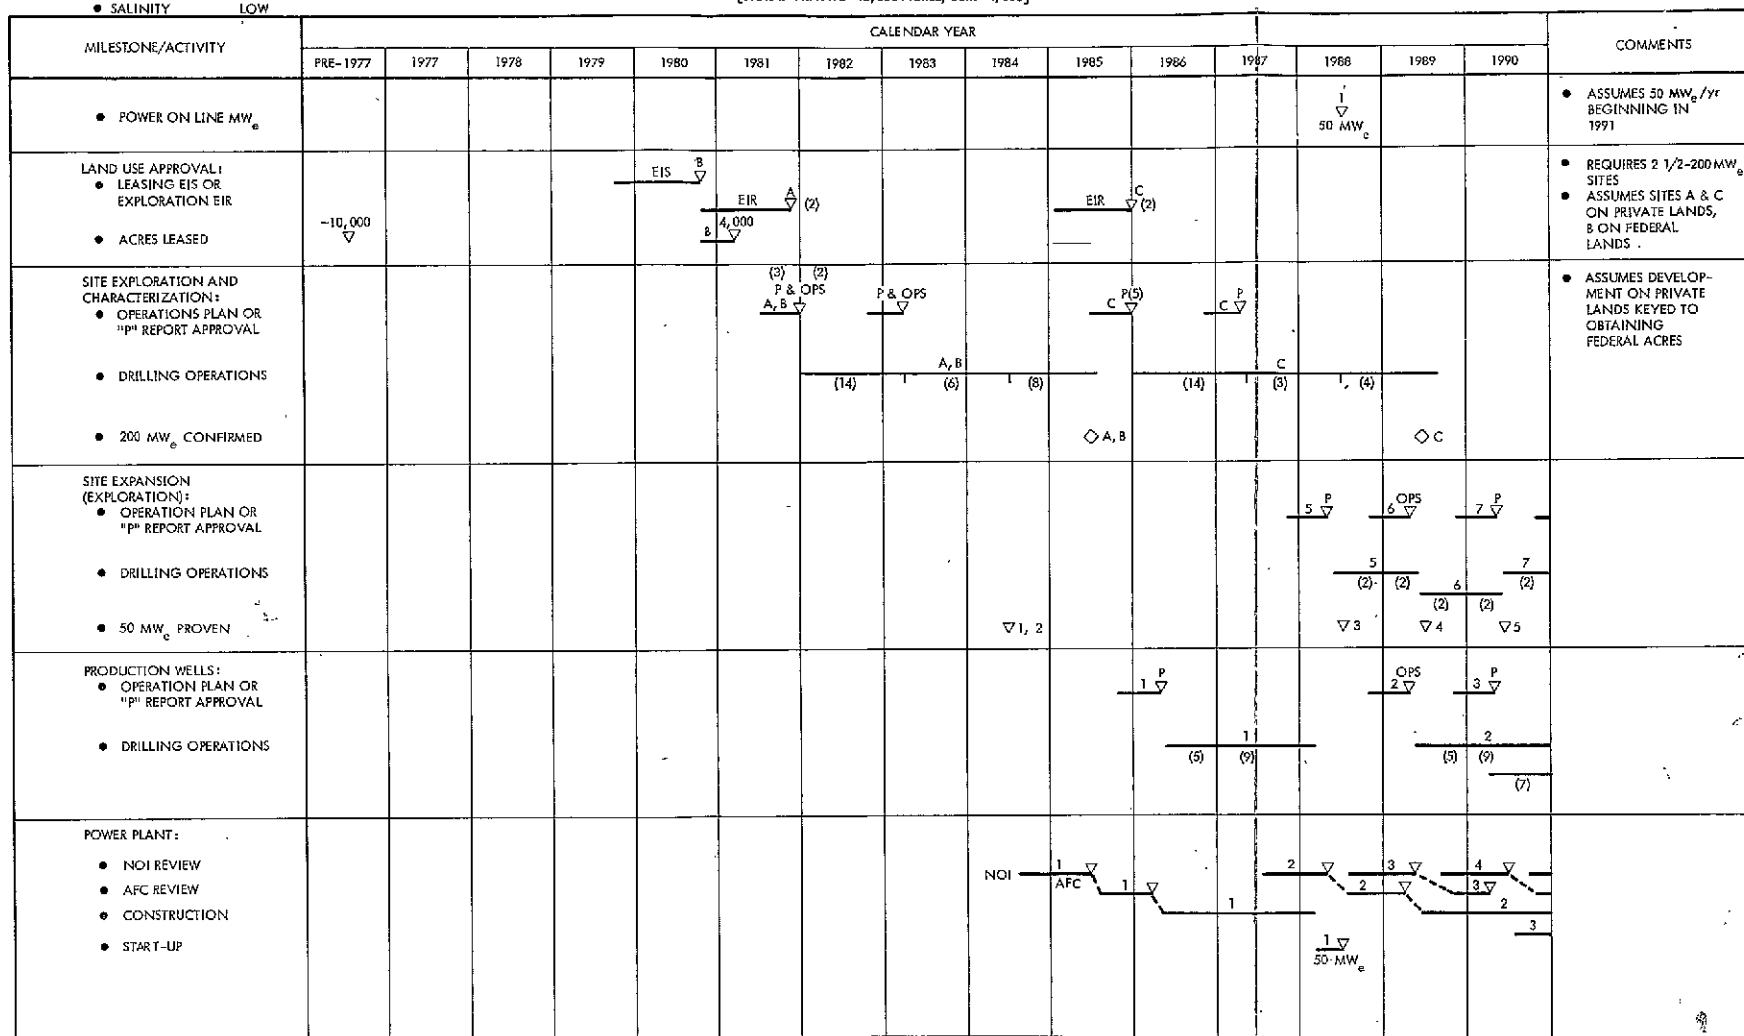 • SALINITY LOW
MILESTONE/ACTIVITY
CALENDAR YEAR
COMMENTS
PRE-1977 1977 1978 1979 1980 1981 1982 1983 1984 1985 1986 1987 1988 1989 1990
• POWER ON LINE MWe
1
50 MWe
• ASSUMES 50 MWe/yr
BEGINNING IN
1991
LAND USE APPROVAL:
• LEASING EIS OR
EXPLORATION EIR
EIS B
EIR A (2)
EIR C (2)
• ACRES LEASED
~10,000
B 4,000
• REQUIRES 2 1/2-200 MWe
SITES
• ASSUMES SITES A & C
ON PRIVATE LANDS,
B ON FEDERAL
LANDS.
SITE EXPLORATION AND
CHARACTERIZATION:
• OPERATIONS PLAN OR
"P" REPORT APPROVAL
(3) (2)
P & OPS P & OPS P(5) P
A, B C C
• DRILLING OPERATIONS
A, B C
(14) (6) (8) (14) (3) (4)
• 200 MWe CONFIRMED
A, B C
• ASSUMES DEVELOP-
MENT ON PRIVATE
LANDS KEYED TO
OBTAINING
FEDERAL ACRES
SITE EXPANSION
(EXPLORATION):
• OPERATION PLAN OR
"P" REPORT APPROVAL
P OPS P
5 6 7
• DRILLING OPERATIONS
5 7
(2) (2) (2)
6
(2) (2)
• 50 MWe PROVEN
1, 2 3 4 5
PRODUCTION WELLS:
• OPERATION PLAN OR
"P" REPORT APPROVAL
P OPS P
1 2 3
• DRILLING OPERATIONS
1 2
(5) (9) (5) (9)
(7)
POWER PLANT:
• NOI REVIEW
NOI 1 2 3 4
• AFC REVIEW
AFC 1 2 3
• CONSTRUCTION
1 2
3
• START-UP
1
50 MWe